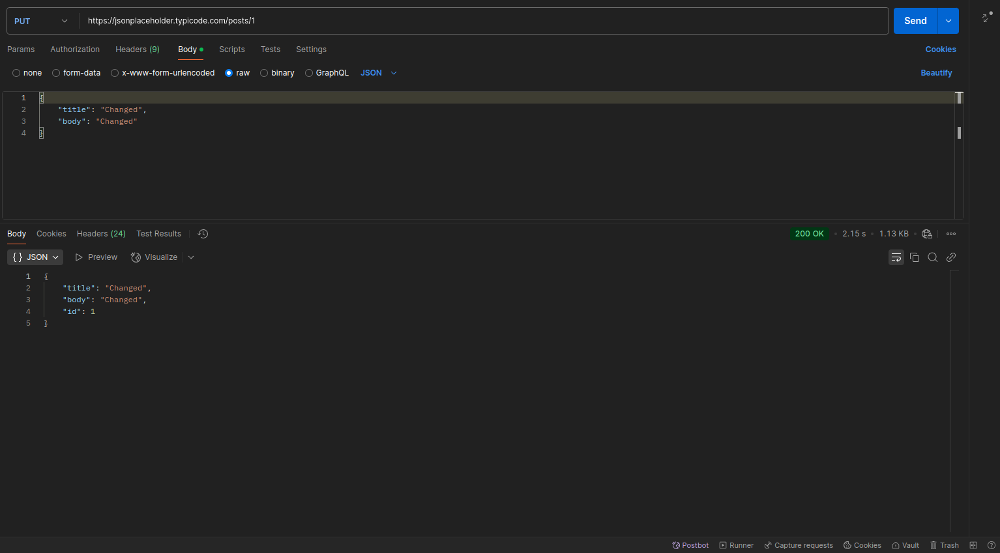 PUT https://jsonplaceholder.typicode.com/posts/1 Send
Params Authorization Headers (9) Body Scripts Tests Settings Cookies
none form-data x-www-form-urlencoded raw binary GraphQL JSON Beautify
1 {
2 "title": "Changed",
3 "body": "Changed"
4 }
Body Cookies Headers (24) Test Results 200 OK 2.15 s 1.13 KB
{} JSON Preview Visualize
1 {
2 "title": "Changed",
3 "body": "Changed",
4 "id": 1
5 }
Postbot Runner Capture requests Cookies Vault Trash